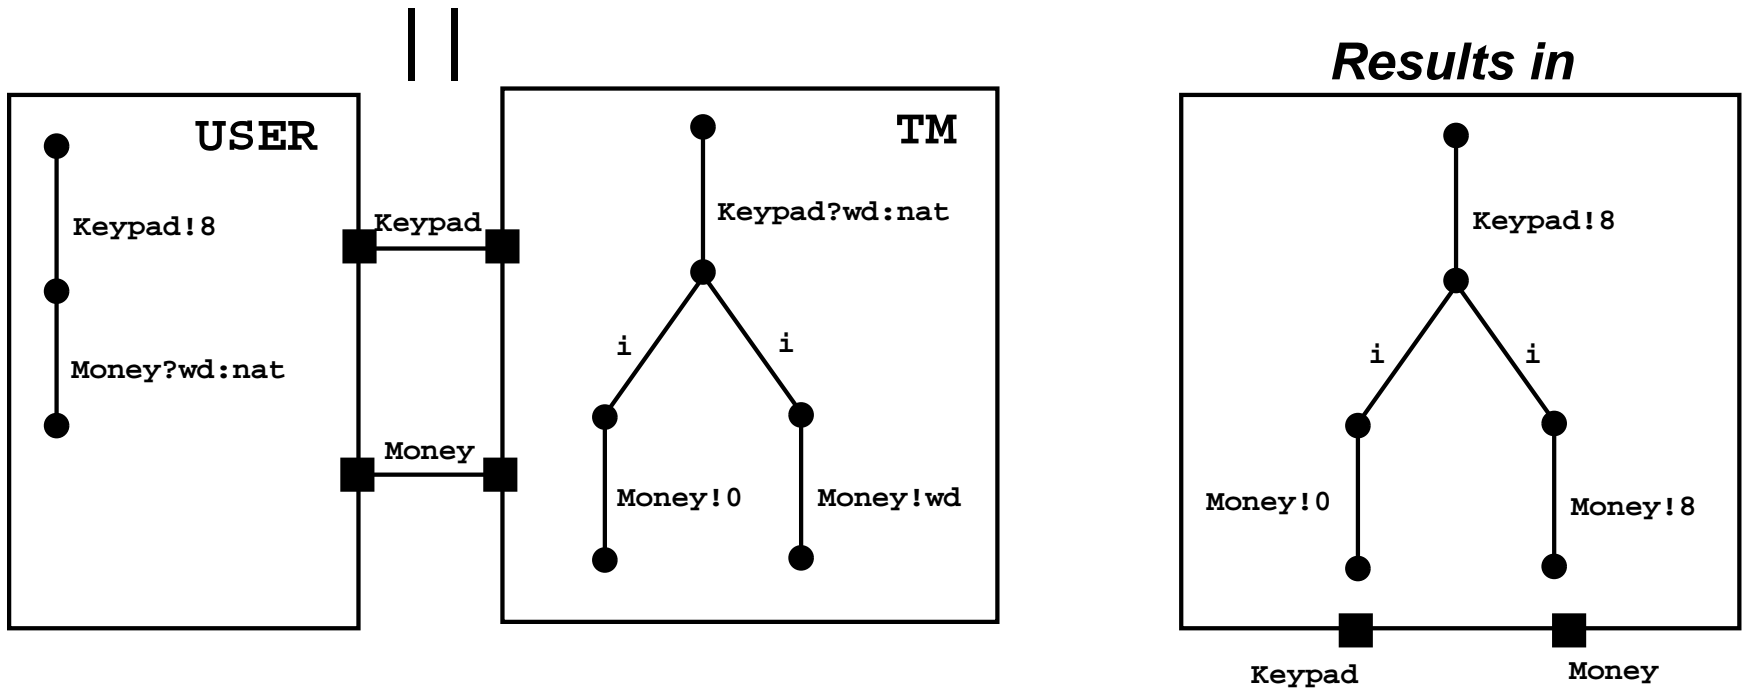 ||
Results in
USER
TM
Keypad!8
Keypad
Keypad?wd:nat
Keypad!8
i
i
i
i
Money?wd:nat
Money
Money!0
Money!wd
Money!0
Money!8
Keypad
Money